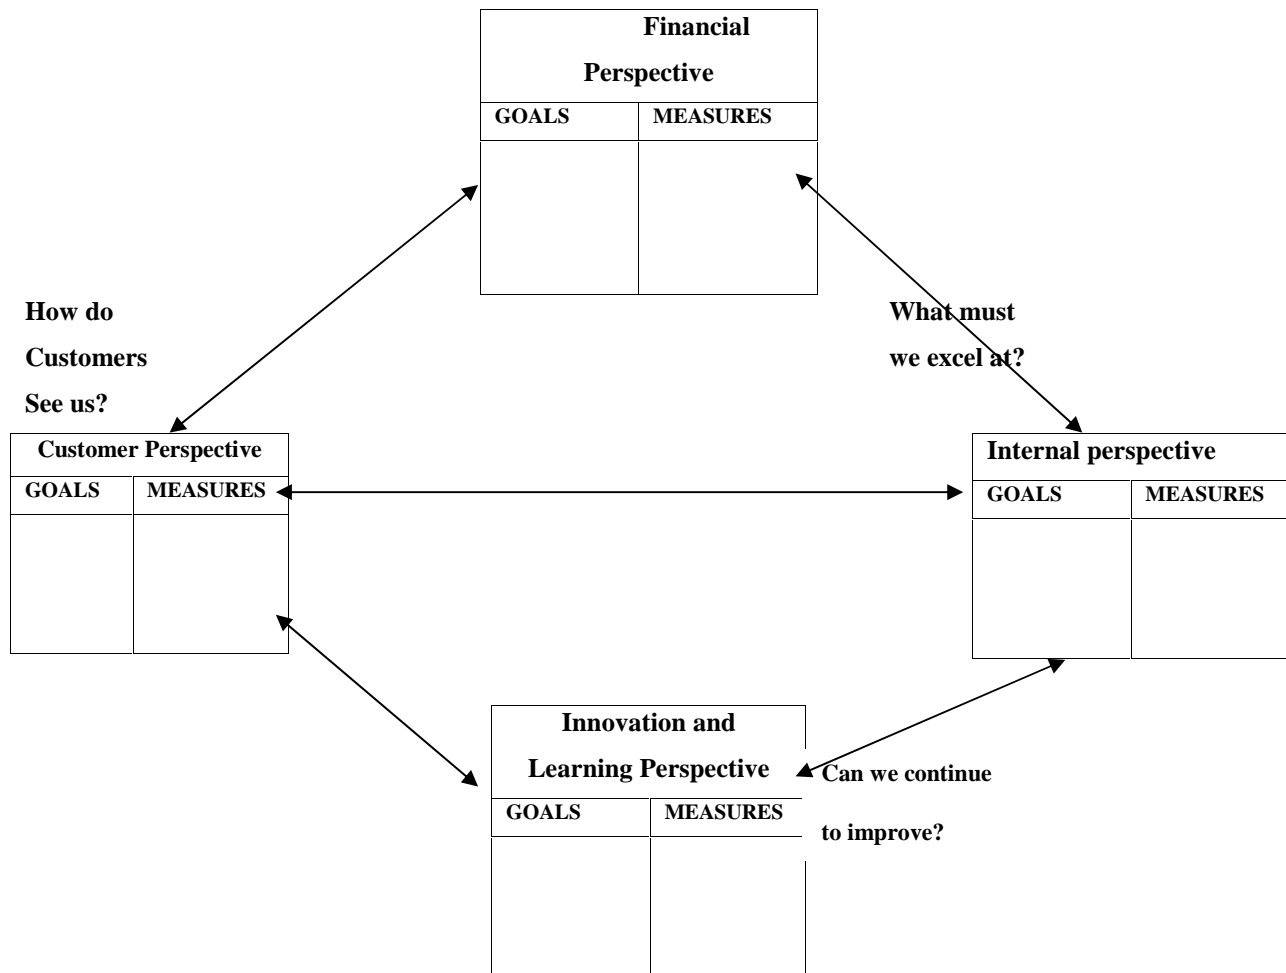 Financial
Perspective
GOALS MEASURES
How do
Customers
See us?
What must
we excel at?
Customer Perspective
GOALS MEASURES
Internal perspective
GOALS MEASURES
Innovation and
Learning Perspective
GOALS MEASURES
Can we continue
to improve?